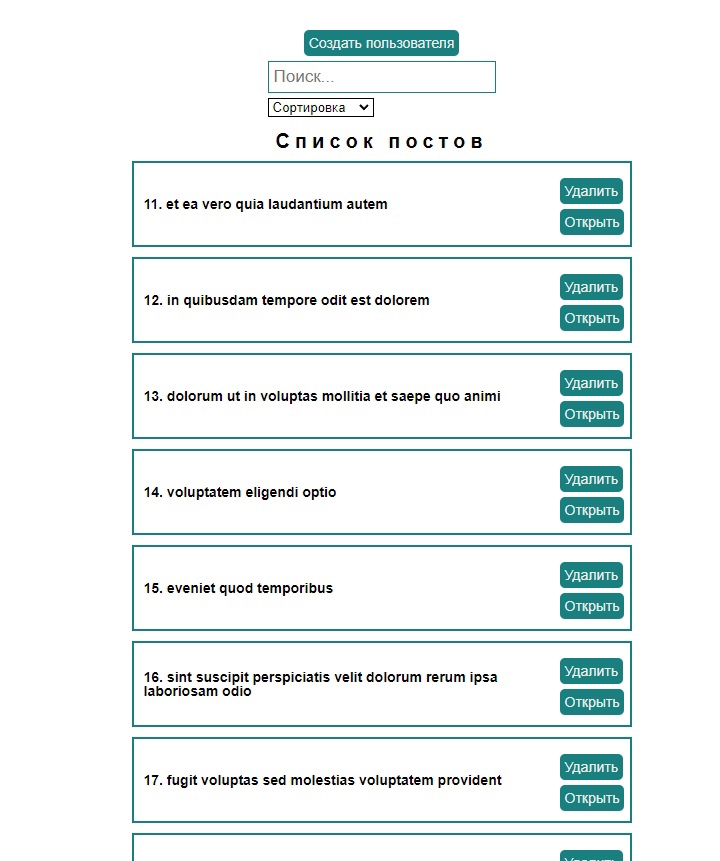 Создать пользователя
Поиск...
Сортировка
Список постов
11. et ea vero quia laudantium autem
Удалить
Открыть
12. in quibusdam tempore odit est dolorem
Удалить
Открыть
13. dolorum ut in voluptas mollitia et saepe quo animi
Удалить
Открыть
14. voluptatem eligendi optio
Удалить
Открыть
15. eveniet quod temporibus
Удалить
Открыть
16. sint suscipit perspiciatis velit dolorum rerum ipsa
laboriosam odio
Удалить
Открыть
17. fugit voluptas sed molestias voluptatem provident
Удалить
Открыть